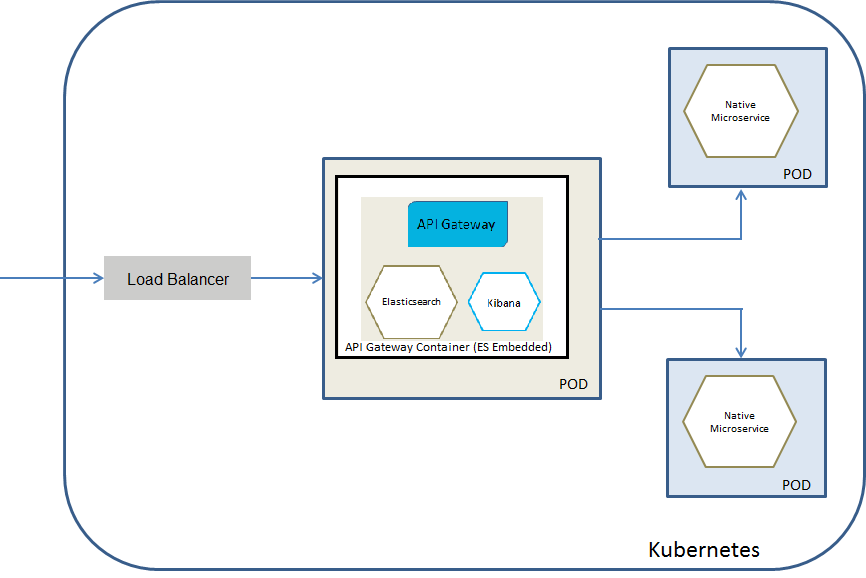 Native
Microservice
POD
API Gateway
Load Balancer
Elasticsearch
Kibana
API Gateway Container (ES Embedded)
POD
Native
Microservice
POD
Kubernetes